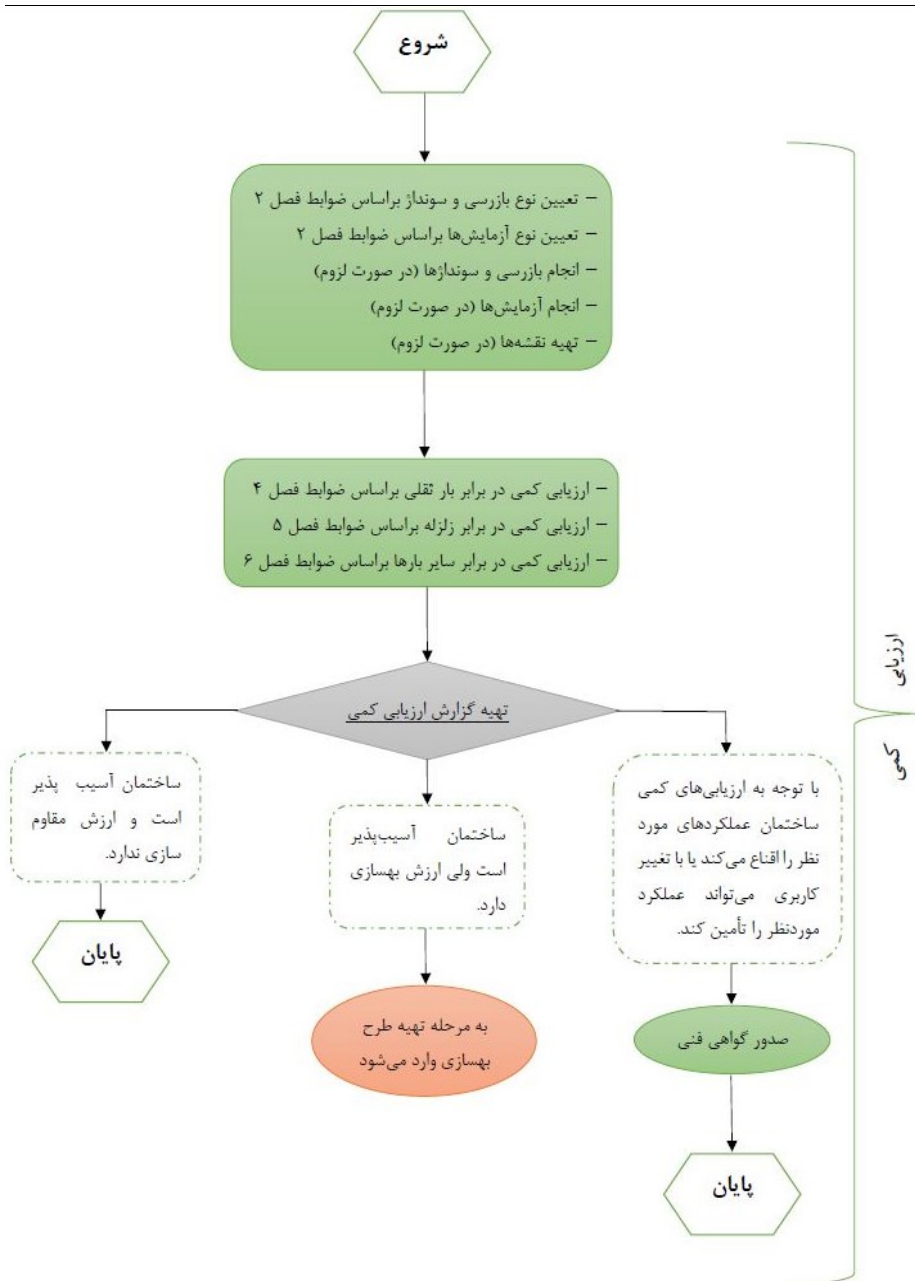 شروع
– تعیین نوع بازرسی و سونداژ براساس ضوابط فصل ۲
– تعیین نوع آزمایش‌ها براساس ضوابط فصل ۲
– انجام بازرسی و سونداژها (در صورت لزوم)
– انجام آزمایش‌ها (در صورت لزوم)
– تهیه نقشه‌ها (در صورت لزوم)
– ارزیابی کمی در برابر بار ثقلی براساس ضوابط فصل ۴
– ارزیابی کمی در برابر زلزله براساس ضوابط فصل ۵
– ارزیابی کمی در برابر سایر بارها براساس ضوابط فصل ۶
تهیه گزارش ارزیابی کمی
با توجه به ارزیابی‌های کمی
ساختمان عملکردهای مورد
نظر را اقناع می‌کند یا با تغییر
کاربری می‌تواند عملکرد
موردنظر را تأمین کند.
صدور گواهی فنی
پایان
ساختمان آسیب‌پذیر
است ولی ارزش بهسازی
دارد.
به مرحله تهیه طرح
بهسازی وارد می‌شود
ساختمان آسیب پذیر
است و ارزش مقاوم
سازی ندارد.
پایان
ارزیابی
کمی